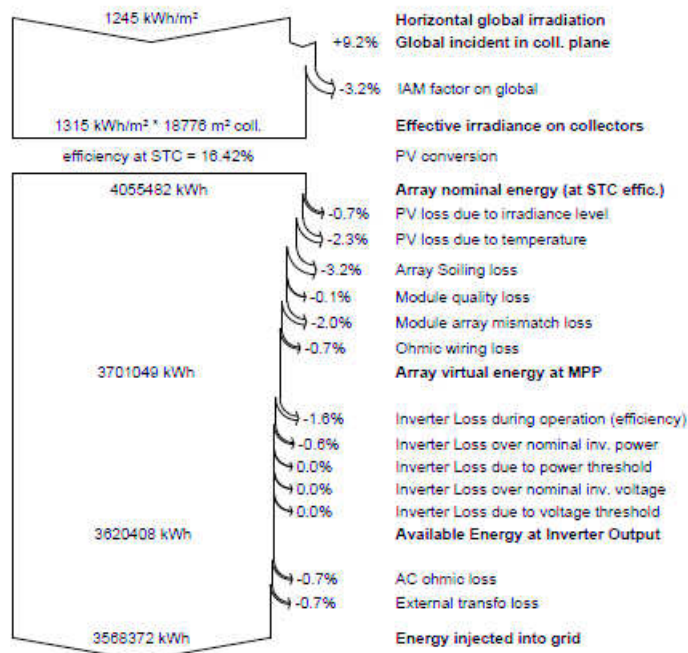 1245 kWh/m² Horizontal global irradiation
+9.2% Global incident in coll. plane
-3.2% IAM factor on global
1315 kWh/m² * 18776 m² coll. Effective irradiance on collectors
efficiency at STC = 16.42% PV conversion
4055482 kWh Array nominal energy (at STC effic.)
-0.7% PV loss due to irradiance level
-2.3% PV loss due to temperature
-3.2% Array Soiling loss
-0.1% Module quality loss
-2.0% Module array mismatch loss
-0.7% Ohmic wiring loss
3701049 kWh Array virtual energy at MPP
-1.6% Inverter Loss during operation (efficiency)
-0.6% Inverter Loss over nominal inv. power
0.0% Inverter Loss due to power threshold
0.0% Inverter Loss over nominal inv. voltage
0.0% Inverter Loss due to voltage threshold
3620408 kWh Available Energy at Inverter Output
-0.7% AC ohmic loss
-0.7% External transfo loss
3568372 kWh Energy injected into grid